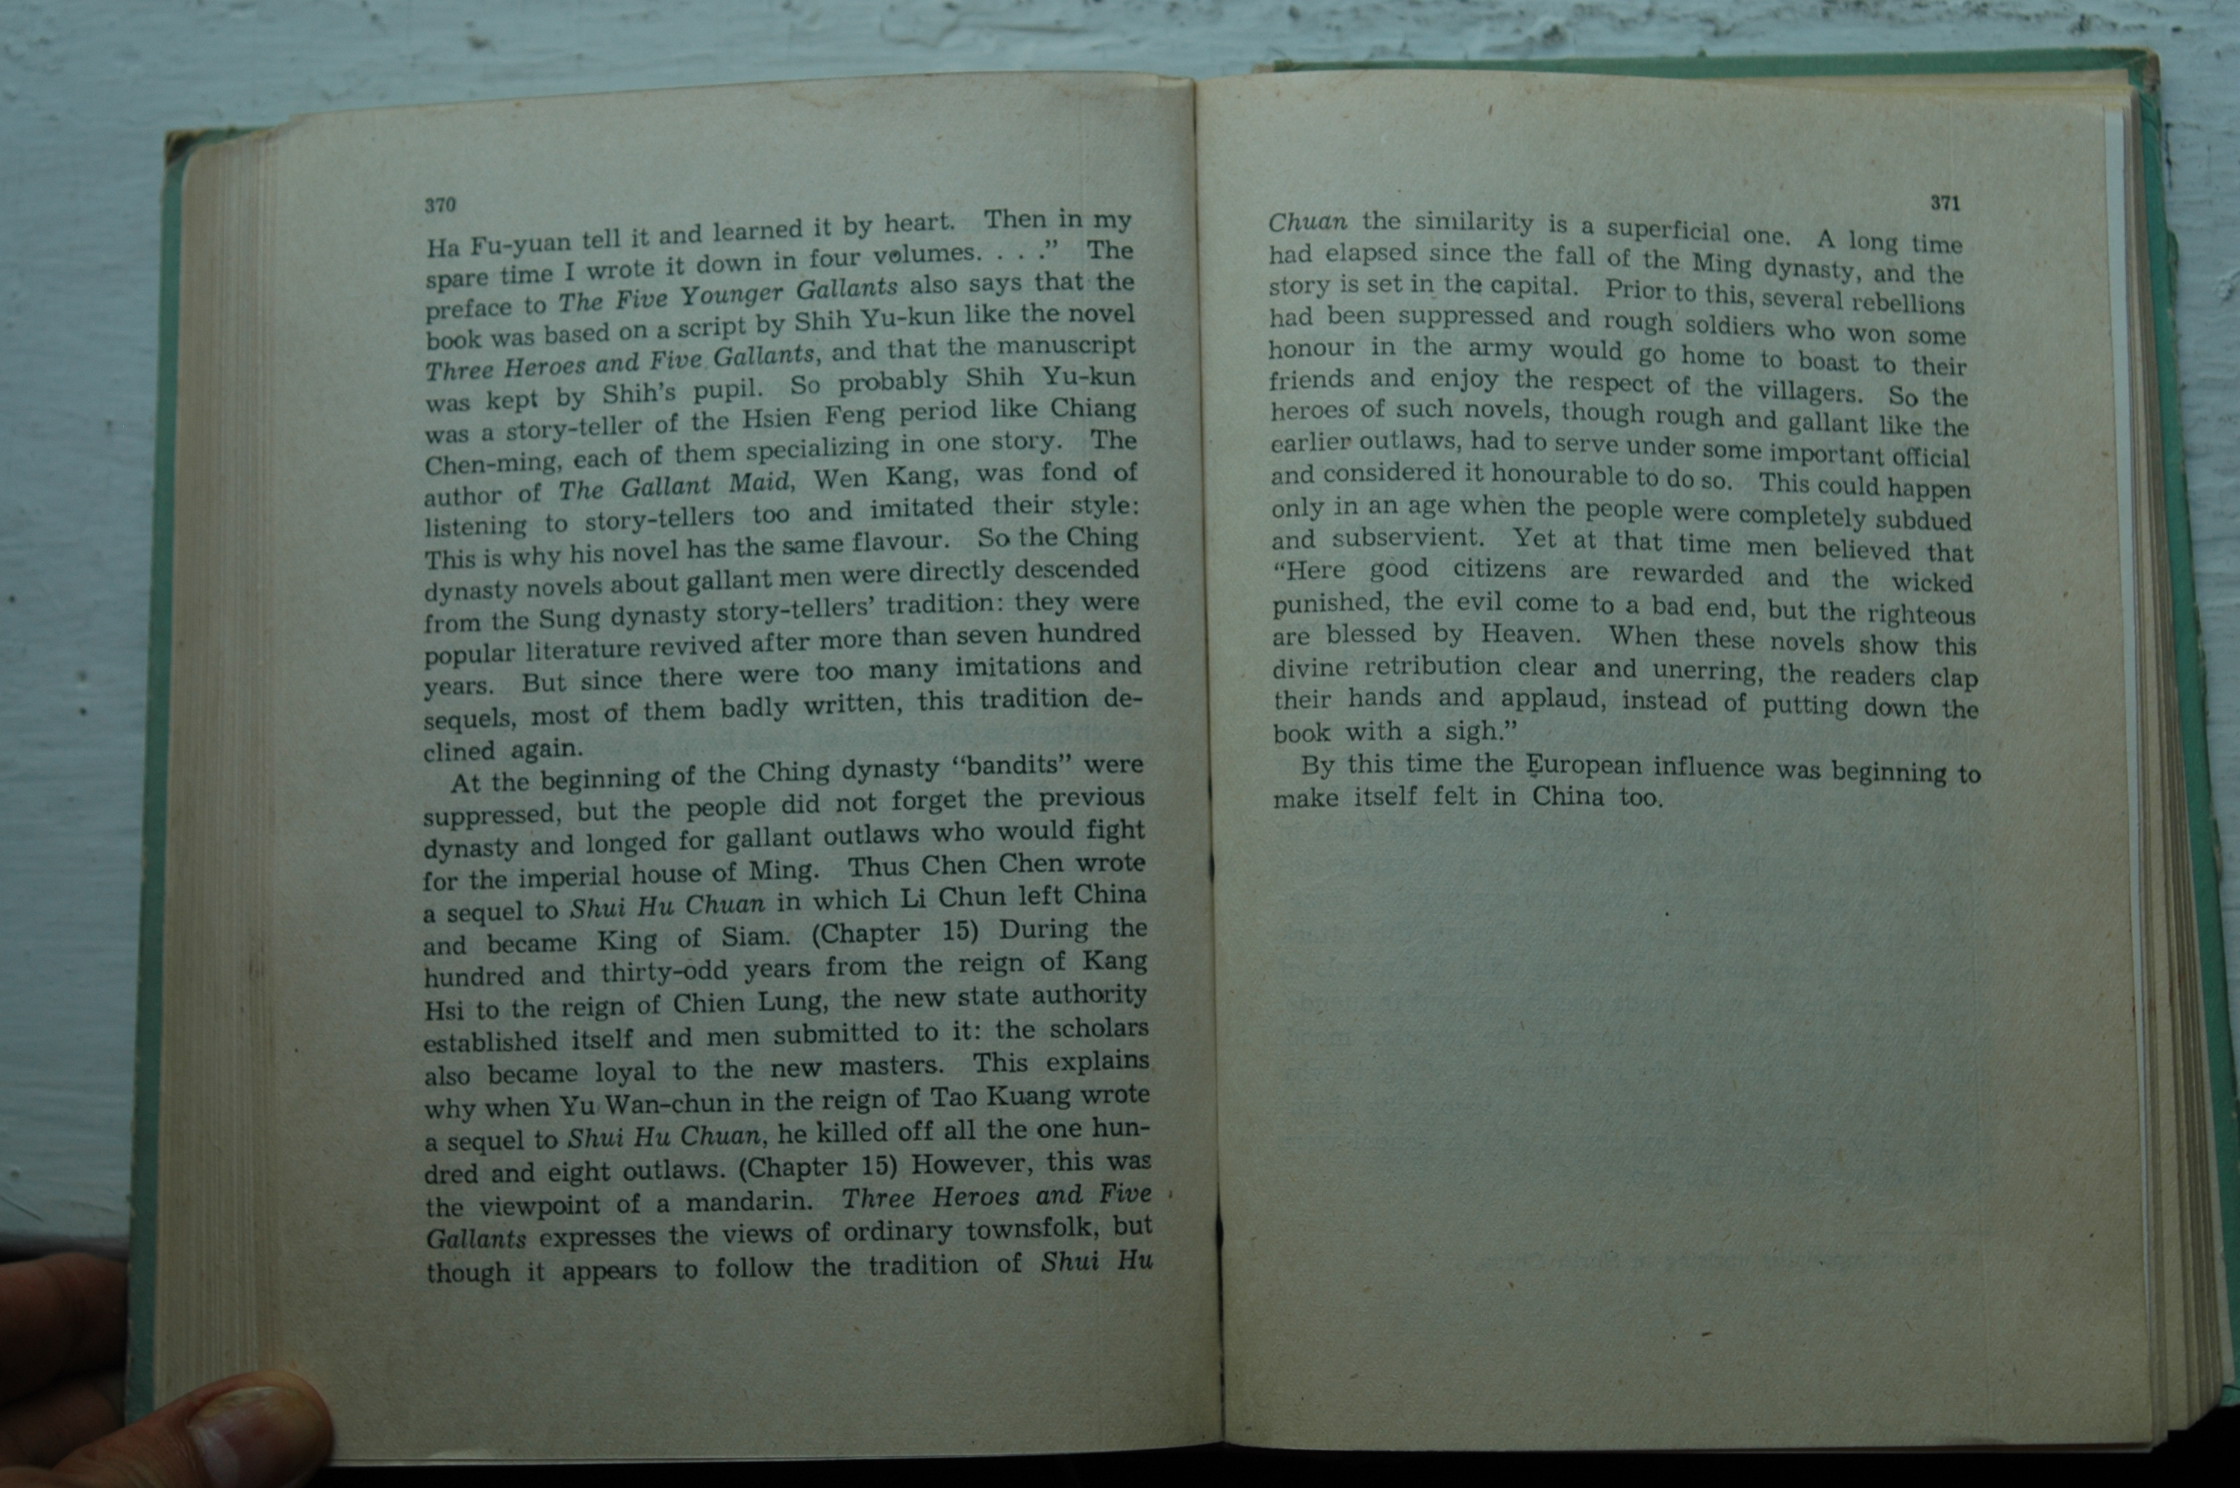 370
Ha Fu-yuan tell it and learned it by heart. Then in my
spare time I wrote it down in four volumes. . . ." The
preface to The Five Younger Gallants also says that the
book was based on a script by Shih Yu-kun like the novel
Three Heroes and Five Gallants, and that the manuscript
was kept by Shih's pupil. So probably Shih Yu-kun
was a story-teller of the Hsien Feng period like Chiang
Chen-ming, each of them specializing in one story. The
author of The Gallant Maid, Wen Kang, was fond of
listening to story-tellers too and imitated their style:
This is why his novel has the same flavour. So the Ching
dynasty novels about gallant men were directly descended
from the Sung dynasty story-tellers' tradition: they were
popular literature revived after more than seven hundred
years. But since there were too many imitations and
sequels, most of them badly written, this tradition de-
clined again.
At the beginning of the Ching dynasty "bandits" were
suppressed, but the people did not forget the previous
dynasty and longed for gallant outlaws who would fight
for the imperial house of Ming. Thus Chen Chen wrote
a sequel to Shui Hu Chuan in which Li Chun left China
and became King of Siam. (Chapter 15) During the
hundred and thirty-odd years from the reign of Kang
Hsi to the reign of Chien Lung, the new state authority
established itself and men submitted to it: the scholars
also became loyal to the new masters. This explains
why when Yu Wan-chun in the reign of Tao Kuang wrote
a sequel to Shui Hu Chuan, he killed off all the one hun-
dred and eight outlaws. (Chapter 15) However, this was
the viewpoint of a mandarin. Three Heroes and Five
Gallants expresses the views of ordinary townsfolk, but
though it appears to follow the tradition of Shui Hu
371
Chuan the similarity is a superficial one. A long time
had elapsed since the fall of the Ming dynasty, and the
story is set in the capital. Prior to this, several rebellions
had been suppressed and rough soldiers who won some
honour in the army would go home to boast to their
friends and enjoy the respect of the villagers. So the
heroes of such novels, though rough and gallant like the
earlier outlaws, had to serve under some important official
and considered it honourable to do so. This could happen
only in an age when the people were completely subdued
and subservient. Yet at that time men believed that
"Here good citizens are rewarded and the wicked
punished, the evil come to a bad end, but the righteous
are blessed by Heaven. When these novels show this
divine retribution clear and unerring, the readers clap
their hands and applaud, instead of putting down the
book with a sigh."
By this time the European influence was beginning to
make itself felt in China too.